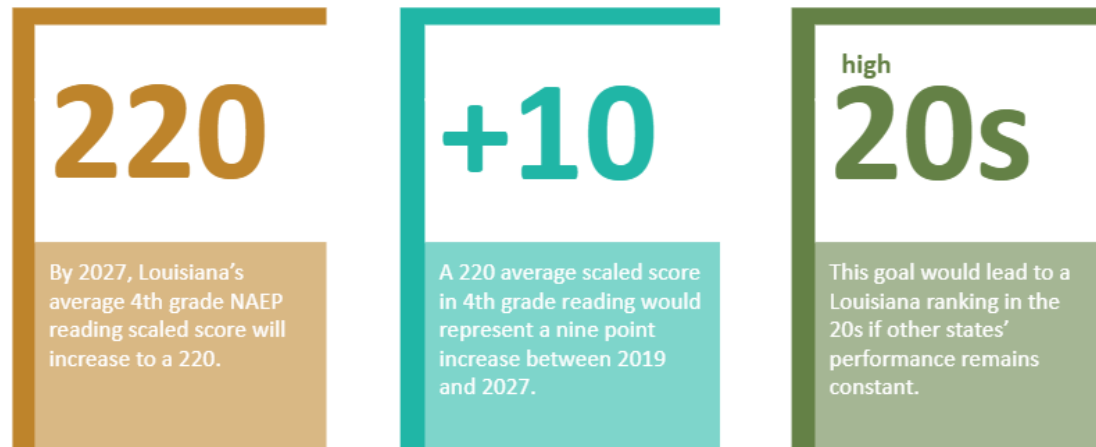 220
By 2027, Louisiana’s
average 4th grade NAEP
reading scaled score will
increase to a 220.
+10
A 220 average scaled score
in 4th grade reading would
represent a nine point
increase between 2019
and 2027.
high
20s
This goal would lead to a
Louisiana ranking in the
20s if other states’
performance remains
constant.